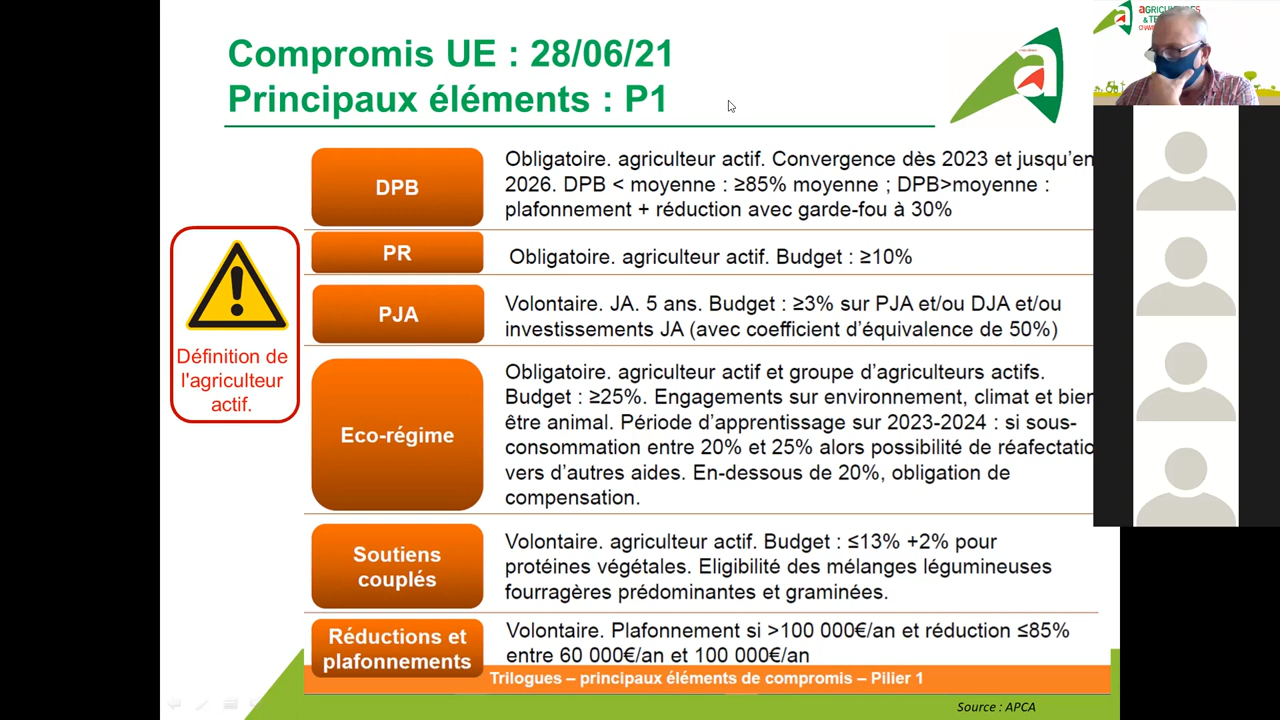 Compromis UE : 28/06/21
Principaux éléments : P1
DPB
Obligatoire. agriculteur actif. Convergence dès 2023 et jusqu'en
2026. DPB < moyenne : ≥85% moyenne ; DPB>moyenne :
plafonnement + réduction avec garde-fou à 30%
PR
Obligatoire. agriculteur actif. Budget : ≥10%
PJA
Volontaire. JA. 5 ans. Budget : ≥3% sur PJA et/ou DJA et/ou
investissements JA (avec coefficient d'équivalence de 50%)
Définition de
l'agriculteur
actif.
Eco-régime
Obligatoire. agriculteur actif et groupe d'agriculteurs actifs.
Budget : ≥25%. Engagements sur environnement, climat et bien
être animal. Période d'apprentissage sur 2023-2024 : si sous-
consommation entre 20% et 25% alors possibilité de réafectatio
vers d'autres aides. En-dessous de 20%, obligation de
compensation.
Soutiens
couplés
Volontaire. agriculteur actif. Budget : ≤13% +2% pour
protéines végétales. Eligibilité des mélanges légumineuses
fourragères prédominantes et graminées.
Réductions et
plafonnements
Volontaire. Plafonnement si >100 000€/an et réduction ≤85%
entre 60 000€/an et 100 000€/an
Trilogues – principaux éléments de compromis – Pilier 1
Source : APCA